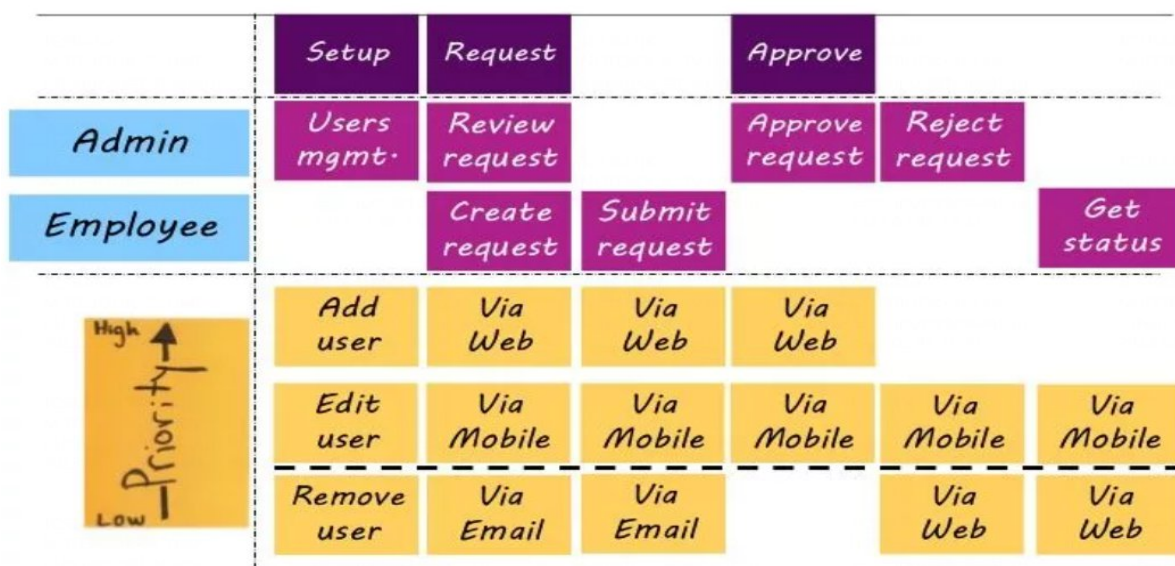 Setup
Request
Approve
Admin
Users
mgmt.
Review
request
Approve
request
Reject
request
Employee
Create
request
Submit
request
Get
status
High
Priority
Low
Add
user
Via
Web
Via
Web
Via
Web
Edit
user
Via
Mobile
Via
Mobile
Via
Mobile
Via
Mobile
Via
Mobile
Remove
user
Via
Email
Via
Email
Via
Web
Via
Web